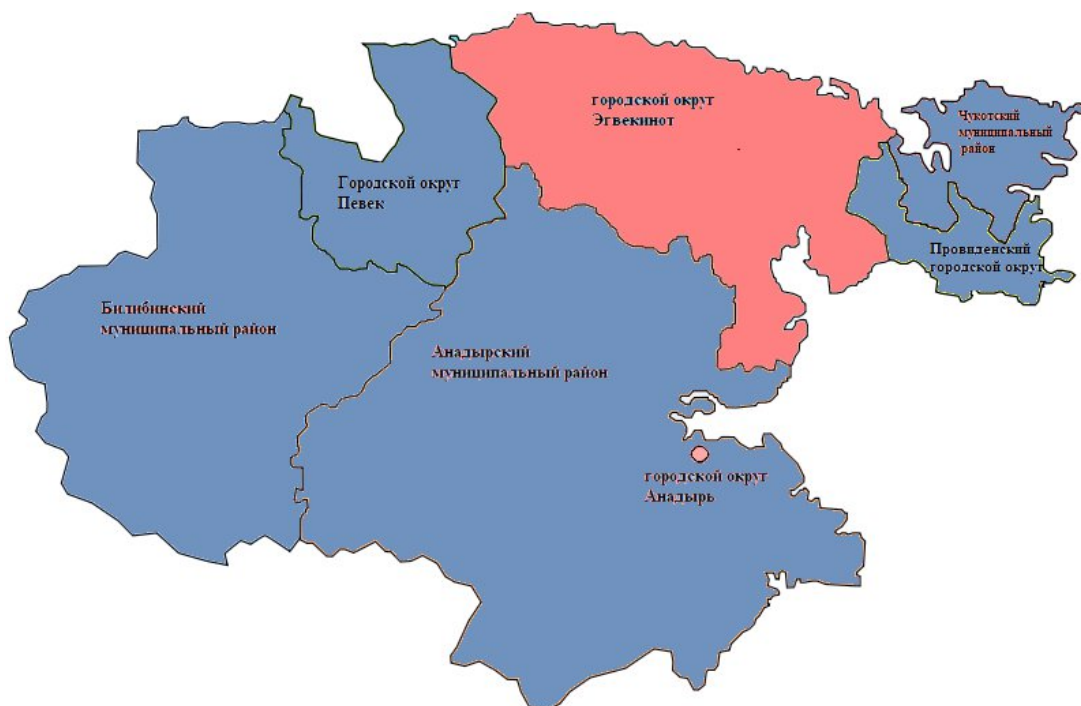 городской округ
Эгвекинот
Чукотский
муниципальный
район
Городской округ
Певек
Провиденский
городской округ
Билибинский
муниципальный район
Анадырский
муниципальный район
городской округ
Анадырь